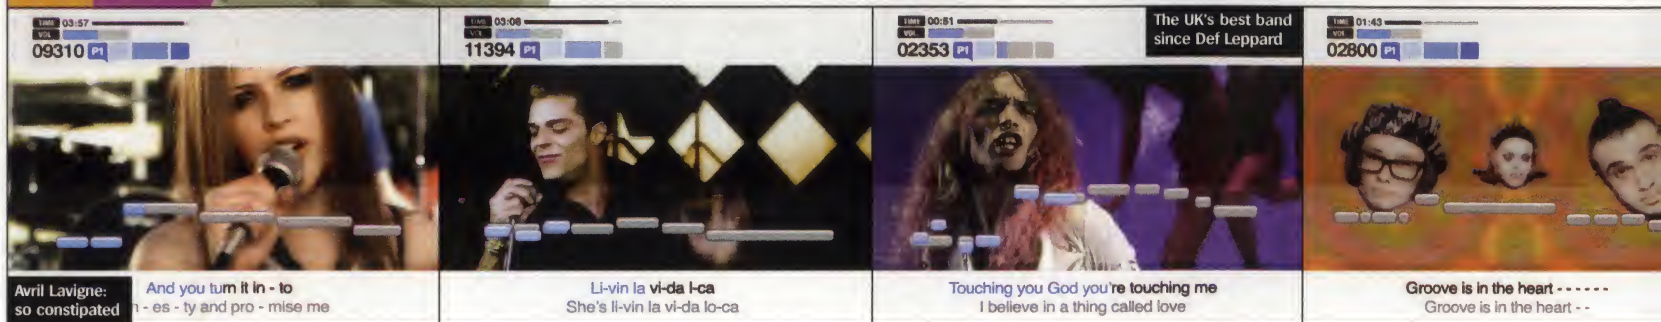 TIME 03:57
VOL
09310 P1
And you turn it in - to
n - es - ty and pro - mise me
Avril Lavigne:
so constipated
TIME 03:08
VOL
11394 P1
Li-vin la vi-da l-ca
She's li-vin la vi-da lo-ca
TIME 00:51
VOL
02353 P1
The UK's best band
since Def Leppard
Touching you God you're touching me
I believe in a thing called love
TIME 01:43
VOL
02800 P1
Groove is in the heart - - - - - -
Groove is in the heart - -